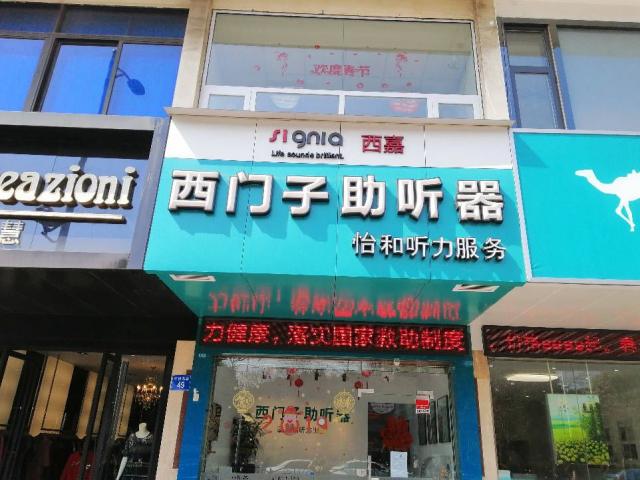 欢度春节
signia 西嘉
Life sounds brilliant.
eazioni
慧
西门子助听器
怡和听力服务
力健康，落实国家救助制度
49
西门子助听器